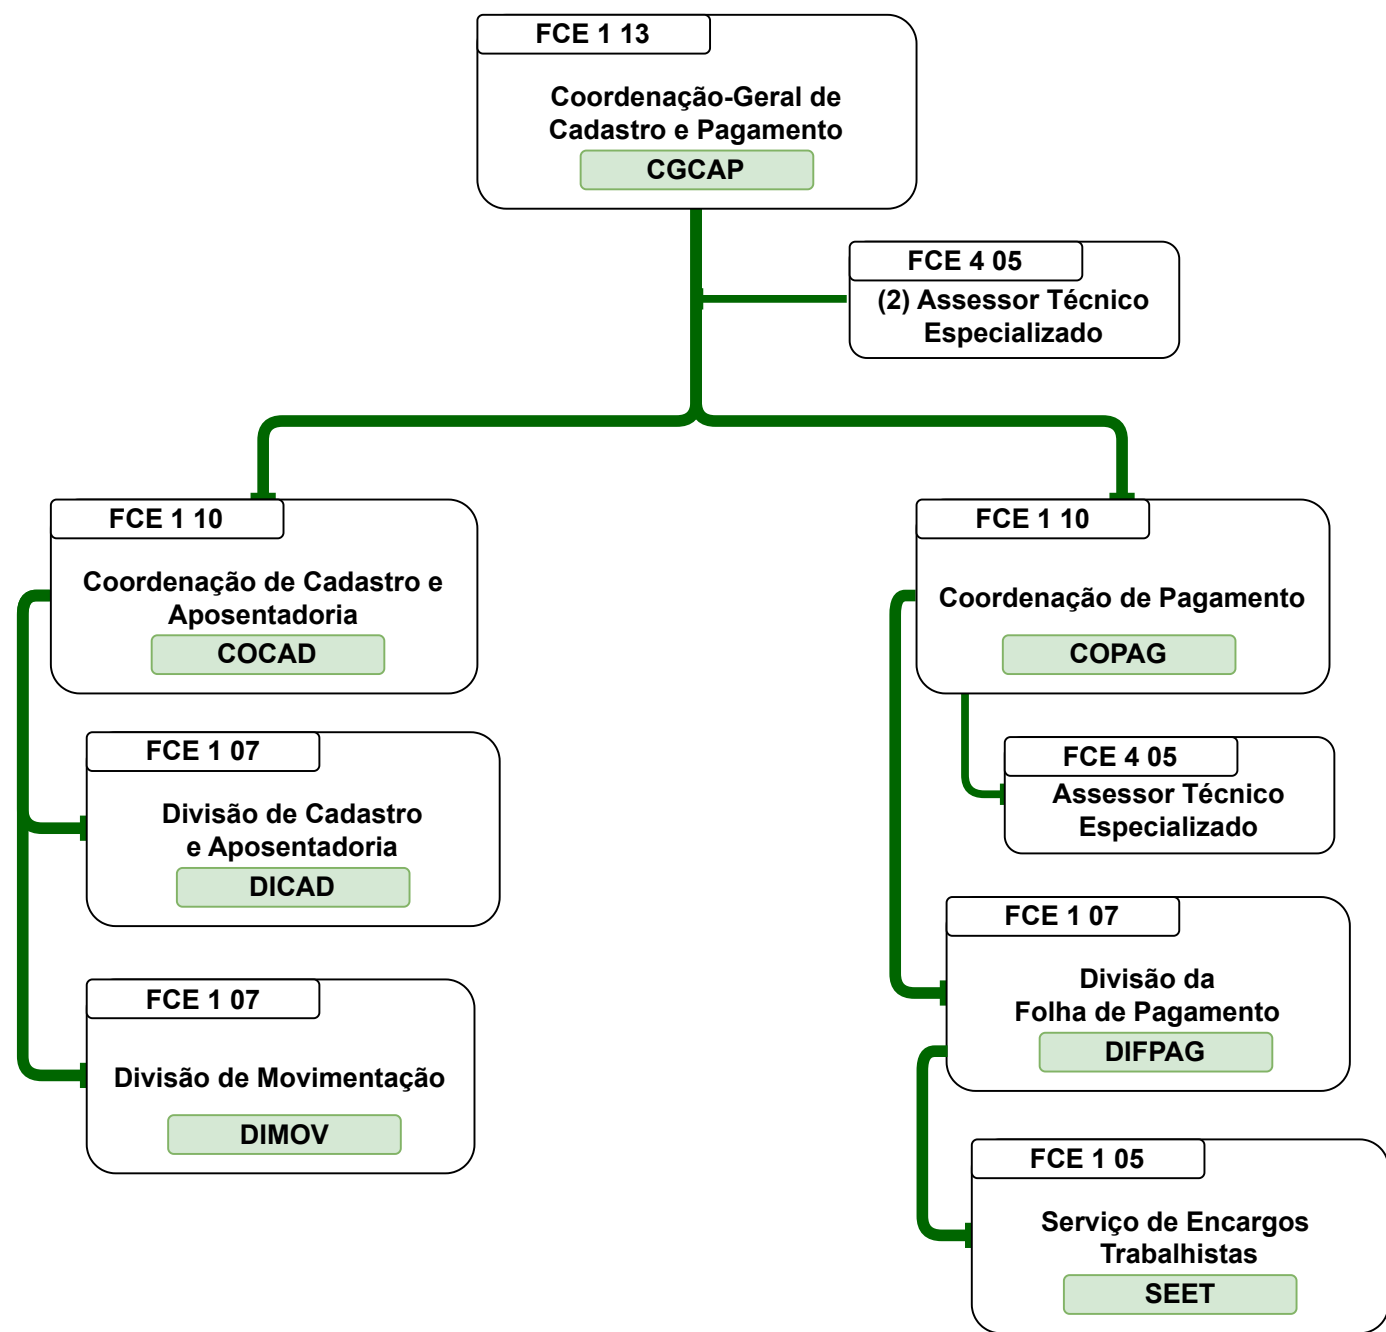 FCE 1 13
Coordenação-Geral de
Cadastro e Pagamento
CGCAP
FCE 4 05
(2) Assessor Técnico
Especializado
FCE 1 10
Coordenação de Cadastro e
Aposentadoria
COCAD
FCE 1 07
Divisão de Cadastro
e Aposentadoria
DICAD
FCE 1 07
Divisão de Movimentação
DIMOV
FCE 1 10
Coordenação de Pagamento
COPAG
FCE 4 05
Assessor Técnico
Especializado
FCE 1 07
Divisão da
Folha de Pagamento
DIFPAG
FCE 1 05
Serviço de Encargos
Trabalhistas
SEET